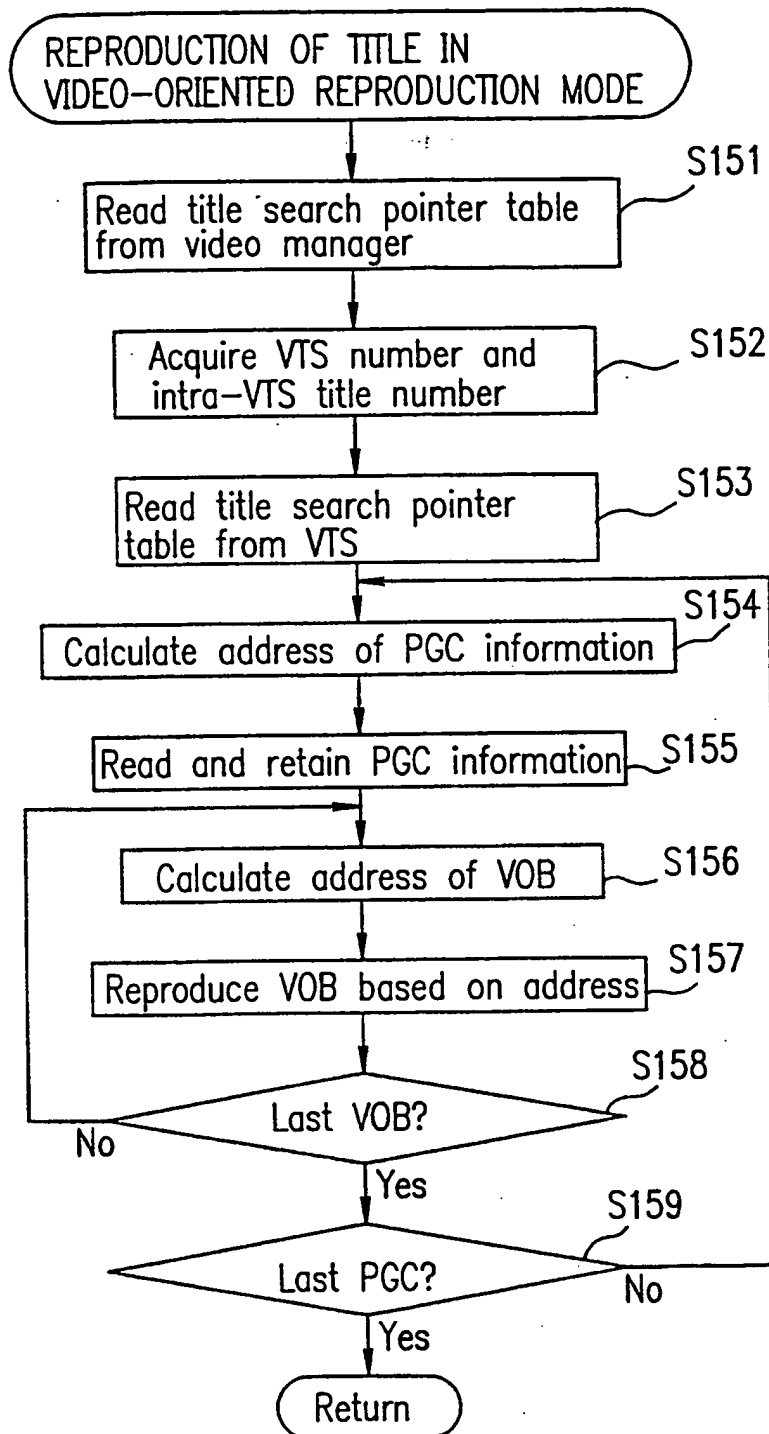 REPRODUCTION OF TITLE IN
VIDEO-ORIENTED REPRODUCTION MODE
S151
Read title search pointer table
from video manager
S152
Acquire VTS number and
intra-VTS title number
S153
Read title search pointer
table from VTS
S154
Calculate address of PGC information
Read and retain PGC information
S155
Calculate address of VOB
S156
S157
Reproduce VOB based on address
S158
Last VOB?
No
Yes
S159
Last PGC?
No
Yes
Return